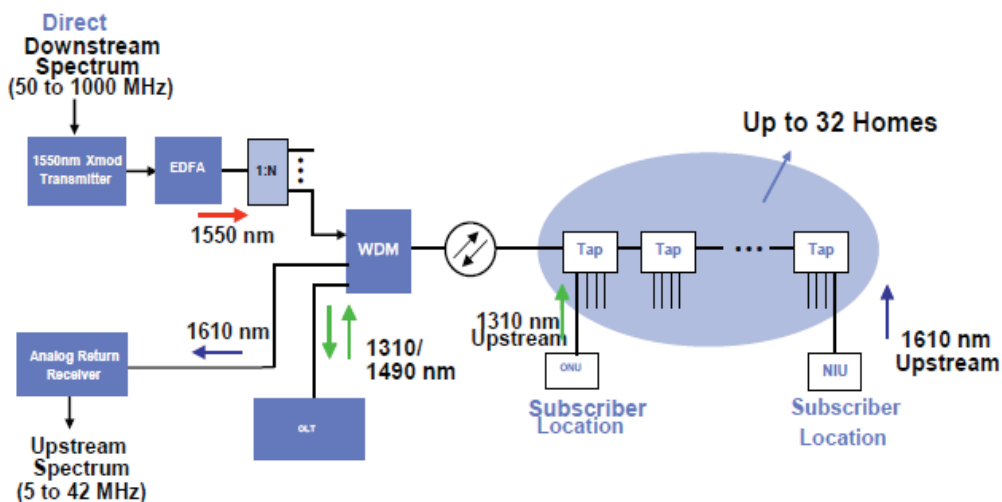 Direct
Downstream
Spectrum
(50 to 1000 MHz)
1550nm Xmod
Transmitter
EDFA
1:N
1550 nm
WDM
Up to 32 Homes
Tap
Tap
Tap
1610 nm
1310/
1490 nm
Analog Return
Receiver
OLT
Upstream
Spectrum
(5 to 42 MHz)
1310 nm
Upstream
ONU
Subscriber
Location
1610 nm
Upstream
NIU
Subscriber
Location